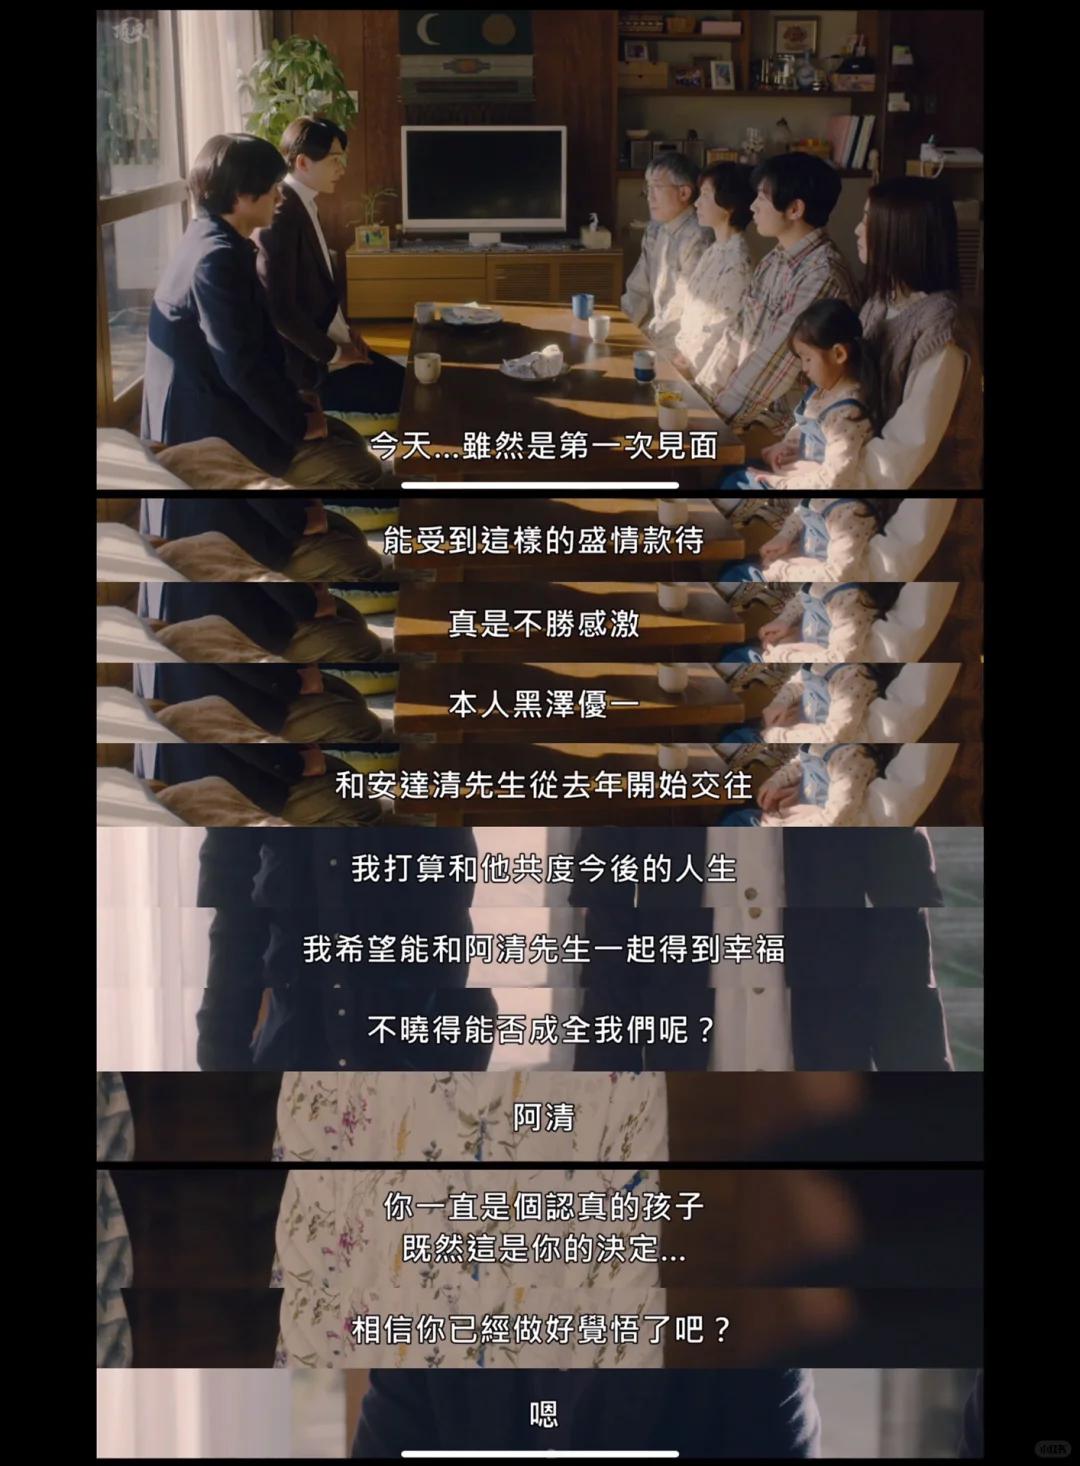 今天...雖然是第一次見面
能受到這樣的盛情款待
真是不勝感激
本人黑澤優一
和安達清先生從去年開始交往
我打算和他共度今後的人生
我希望能和阿清先生一起得到幸福
不曉得能否成全我們呢？
阿清
你一直是個認真的孩子
既然這是你的決定...
相信你已經做好覺悟了吧？
嗯